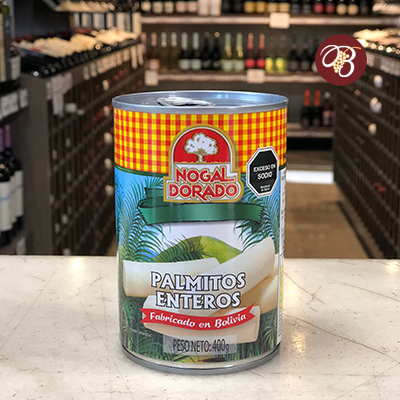 B
NOGAL
DORADO
EXCESO EN
SODIO
PALMITOS
ENTEROS
Fabricado en Bolivia
PESO NETO: 400g